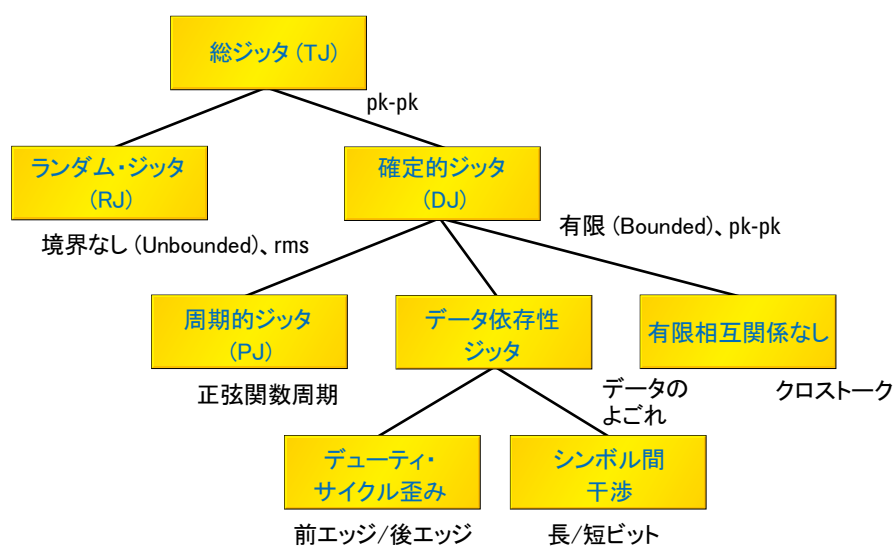 総ジッタ (TJ)
pk-pk
ランダム・ジッタ
(RJ)
確定的ジッタ
(DJ)
境界なし (Unbounded)、rms
有限 (Bounded)、pk-pk
周期的ジッタ
(PJ)
データ依存性
ジッタ
有限相互関係なし
正弦関数周期
データの
よごれ
クロストーク
デューティ・
サイクル歪み
シンボル間
干渉
前エッジ/後エッジ
長/短ビット